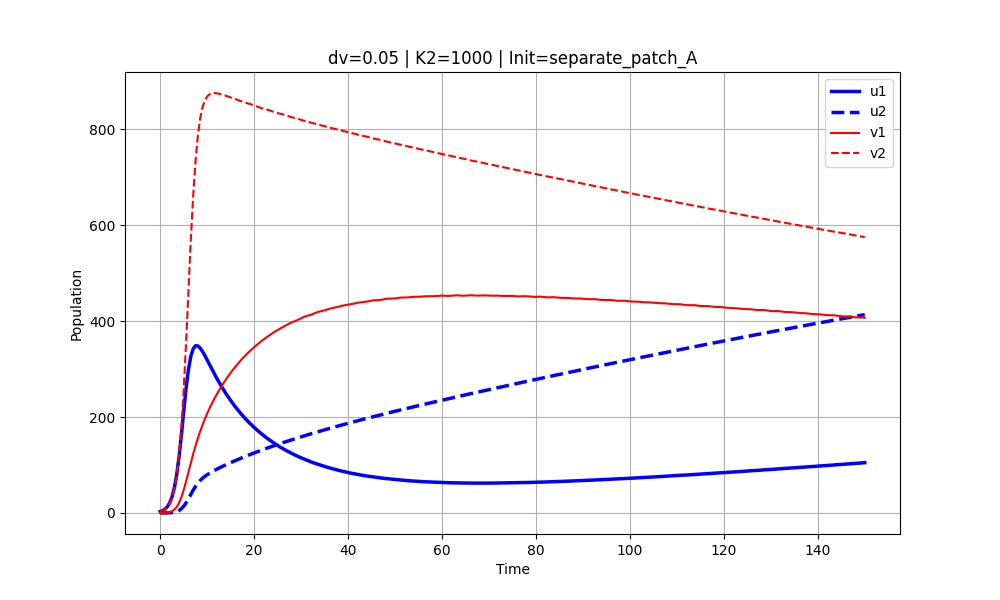 dv=0.05 | K2=1000 | Init=separate_patch_A
u1
u2
v1
v2
Population
800
600
400
200
0
0 20 40 60 80 100 120 140
Time